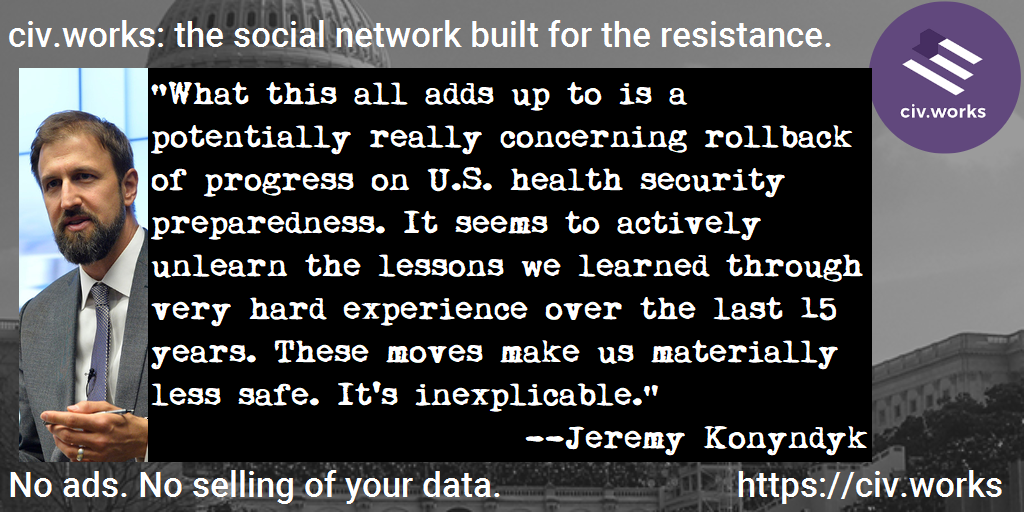 civ.works: the social network built for the resistance.
civ.works
"What this all adds up to is a
potentially really concerning rollback
of progress on U.S. health security
preparedness. It seems to actively
unlearn the lessons we learned through
very hard experience over the last 15
years. These moves make us materially
less safe. It's inexplicable."
--Jeremy Konyndyk
No ads. No selling of your data.
https://civ.works